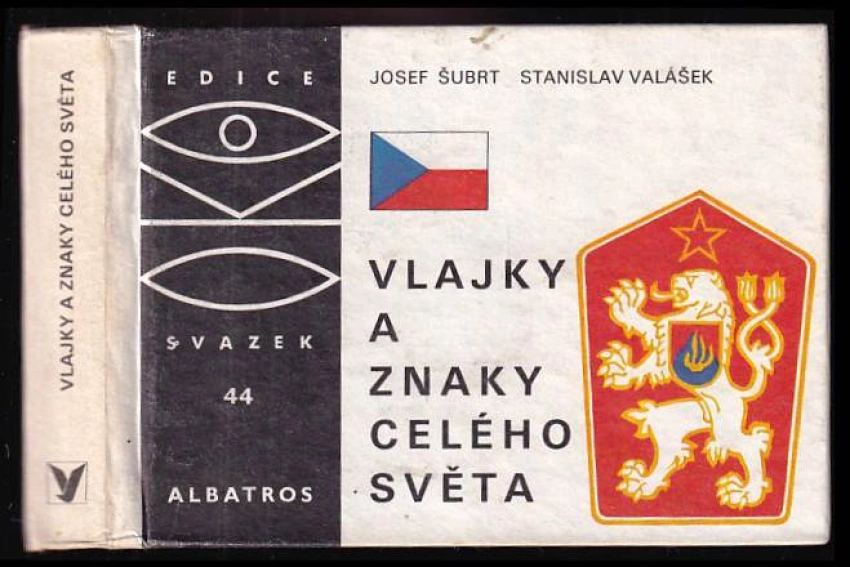 VLAJKY A ZNAKY CELÉHO SVĚTA
EDICE
SVAZEK
44
ALBATROS
JOSEF ŠUBRT STANISLAV VALÁŠEK
VLAJKY
A
ZNAKY
CELÉHO
SVĚTA